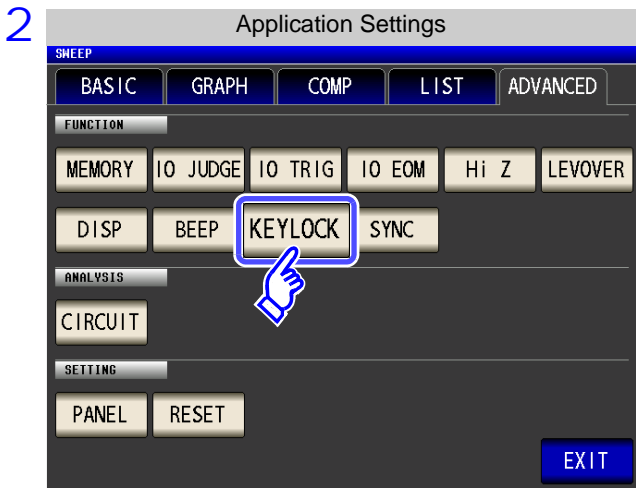 2
Application Settings
SWEEP
BASIC GRAPH COMP LIST ADVANCED
FUNCTION
MEMORY IO JUDGE IO TRIG IO EOM Hi Z LEVOVER
DISP BEEP KEYLOCK SYNC
ANALYSIS
CIRCUIT
SETTING
PANEL RESET
EXIT